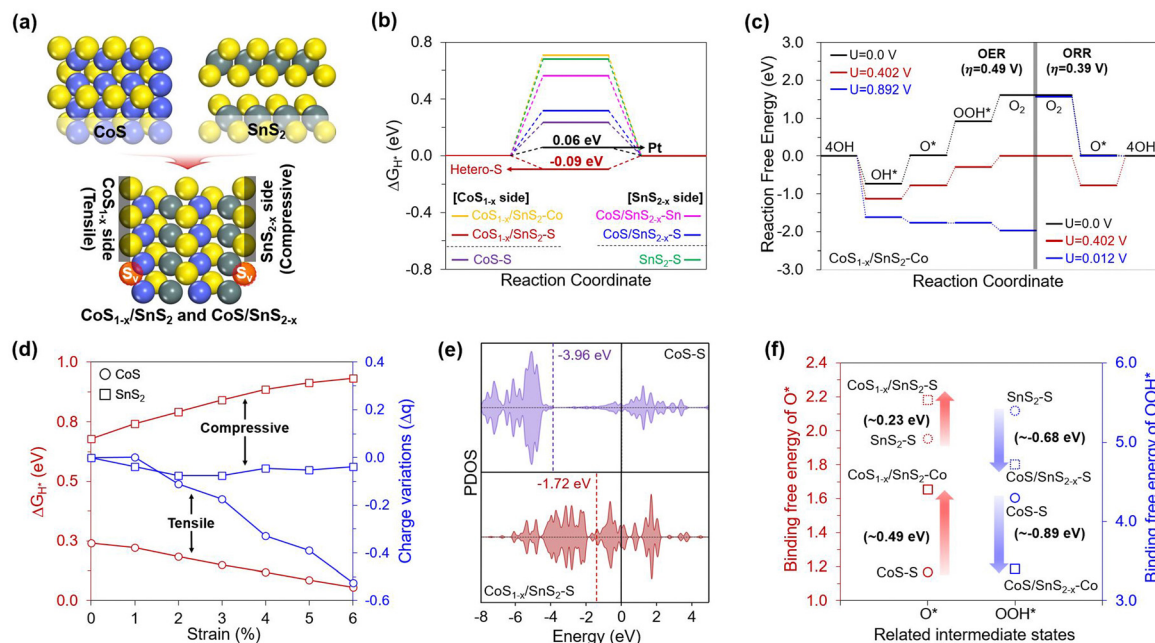 (a)
CoS
SnS2
CoS1-x side
(Tensile)
SnS2-x side
(Compressive)
Sv
Sv
CoS1-x/SnS2 and CoS/SnS2-x
(b)
ΔGH* (eV)
0.8
0.4
0.0
-0.4
-0.8
0.06 eV
Pt
-0.09 eV
Hetero-S
[CoS1-x side]
[SnS2-x side]
CoS1-x/SnS2-Co
CoS/SnS2-x-Sn
CoS1-x/SnS2-S
CoS/SnS2-x-S
CoS-S
SnS2-S
Reaction Coordinate
(c)
Reaction Free Energy (eV)
3.0
2.0
1.0
0.0
-1.0
-2.0
-3.0
U=0.0 V
U=0.402 V
U=0.892 V
OER
(η=0.49 V)
ORR
(η=0.39 V)
4OH
OH*
O*
OOH*
O2
O2
O*
4OH
U=0.0 V
U=0.402 V
U=0.012 V
CoS1-x/SnS2-Co
Reaction Coordinate
(d)
ΔGH* (eV)
1.0
0.8
0.5
0.3
0.0
CoS
SnS2
Compressive
Tensile
0.4
0.2
0.0
-0.2
-0.4
-0.6
Charge variations (Δq)
0 1 2 3 4 5 6
Strain (%)
(e)
PDOS
-3.96 eV
CoS-S
-1.72 eV
CoS1-x/SnS2-S
-8 -6 -4 -2 0 2 4
Energy (eV)
(f)
Binding free energy of O*
2.4
2.2
2.0
1.8
1.6
1.4
1.2
1.0
CoS1-x/SnS2-S
(~0.23 eV)
SnS2-S
CoS1-x/SnS2-Co
(~0.49 eV)
CoS-S
SnS2-S
(~-0.68 eV)
CoS/SnS2-x-S
CoS-S
(~-0.89 eV)
CoS/SnS2-x-Co
6.0
5.0
4.0
3.0
Binding free energy of OOH*
O*
OOH*
Related intermediate states